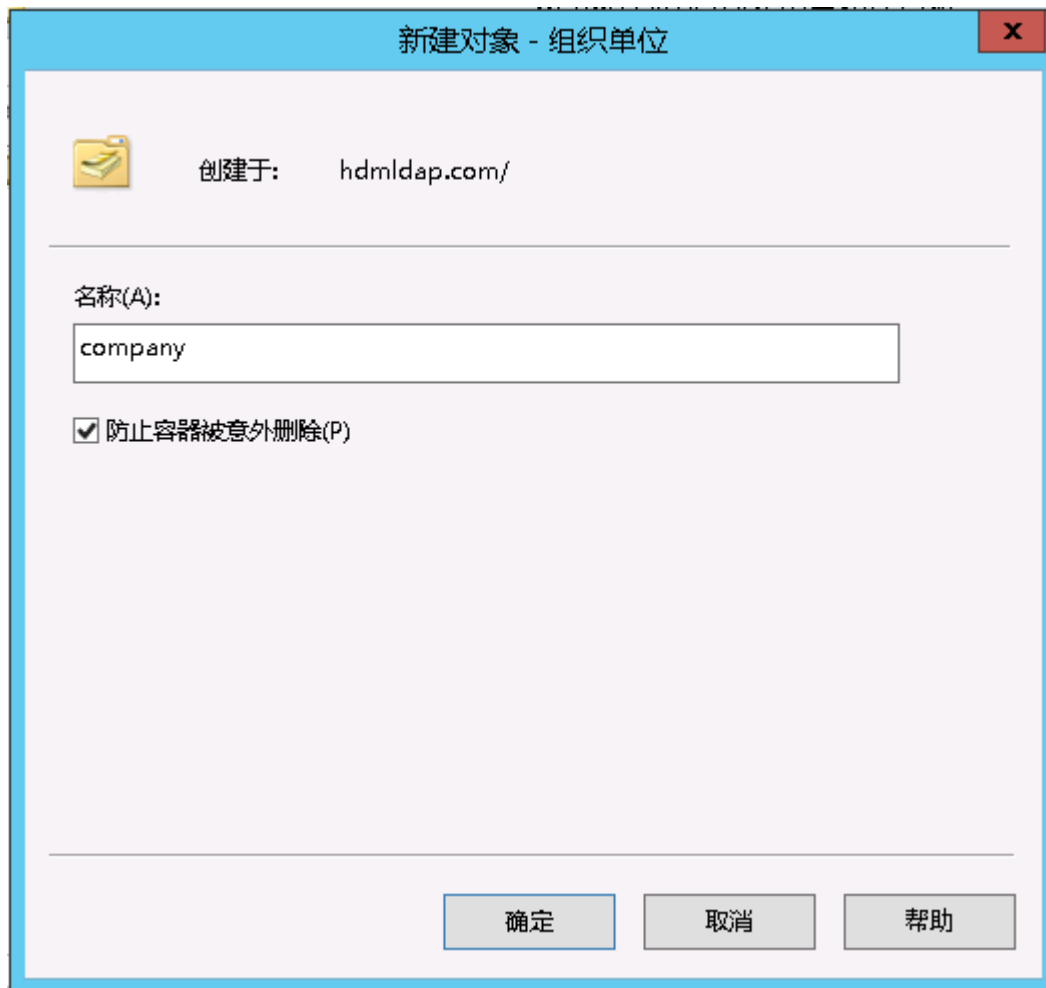 新建对象 - 组织单位
x
创建于: hdmldap.com/
名称(A):
company
防止容器被意外删除(P)
确定 取消 帮助